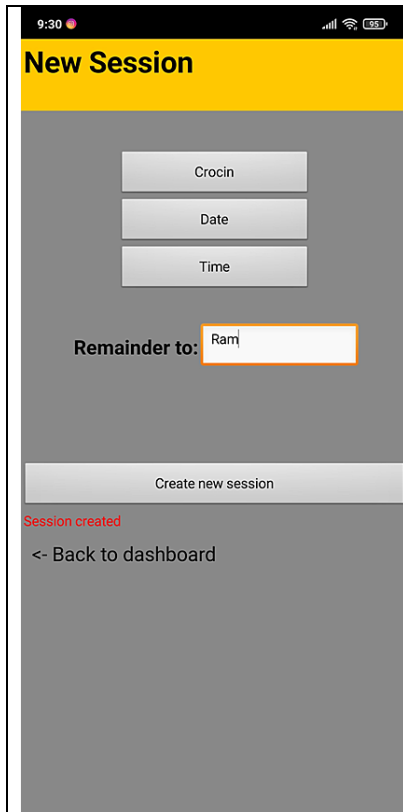 9:30
95
New Session
Crocin
Date
Time
Remainder to: Ram
Create new session
Session created
<- Back to dashboard